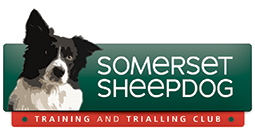 SOMERSET
SHEEPDOG
TRAINING AND TRIALLING CLUB